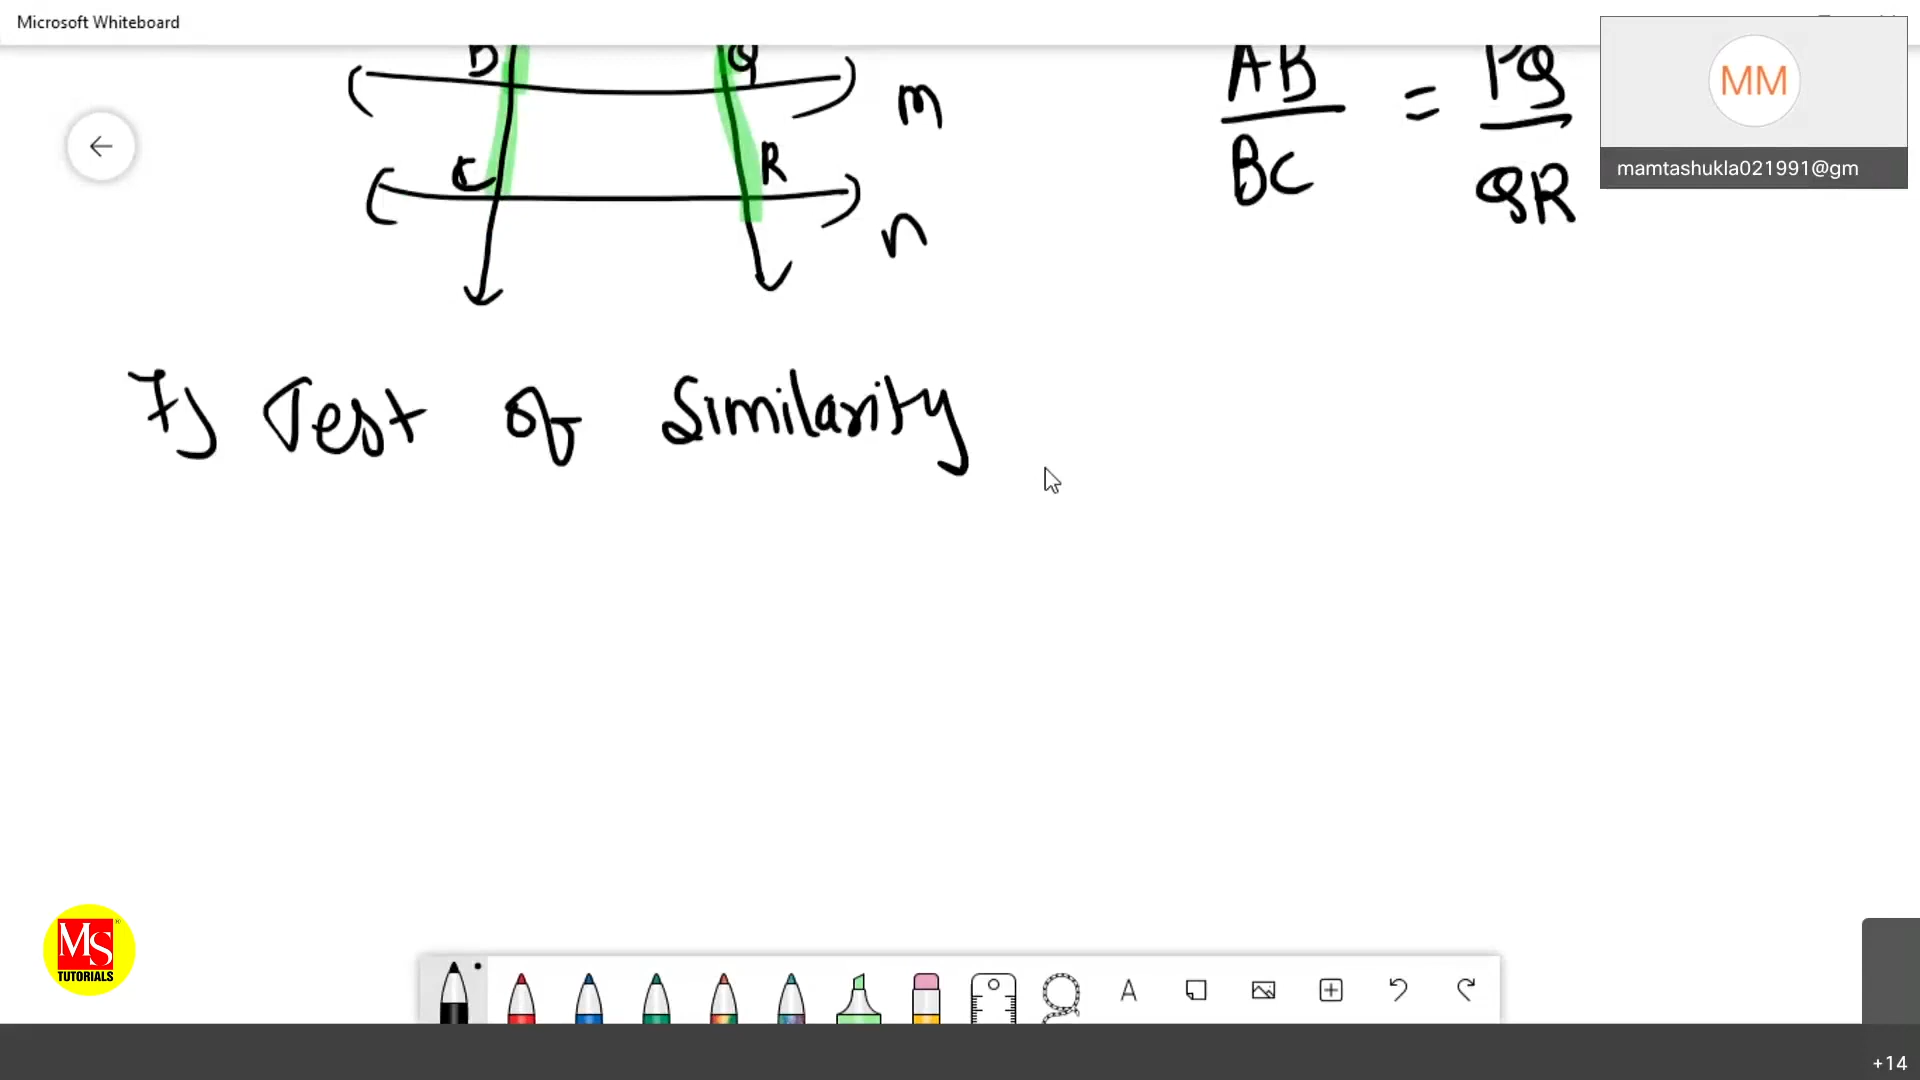 Microsoft Whiteboard
B
Q
m
C
R
n
AB
BC
=
PQ
QR
MM
mamtashukla021991@gm
7) Test of Similarity
MS
TUTORIALS
A
+14